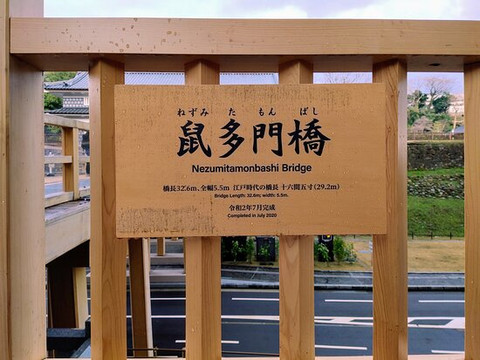 ねずみ た もん ばし
鼠多門橋
Nezumitamonbashi Bridge
橋長32.6m、全幅5.5m 江戸時代の橋長 十六間五寸(29.2m)
Bridge Length: 32.6m, width: 5.5m.
令和2年7月完成
Completed in July 2020